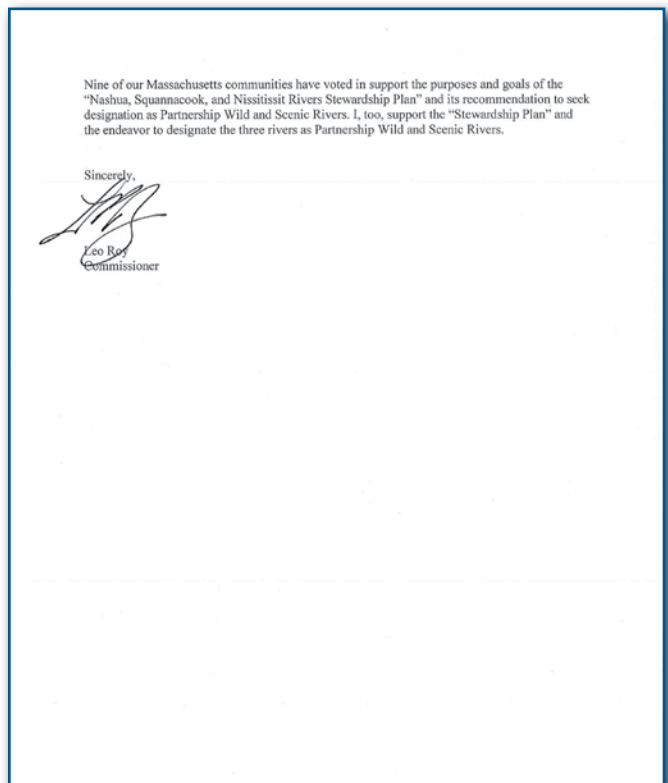 Nine of our Massachusetts communities have voted in support the purposes and goals of the
“Nashua, Squannacook, and Nissitissit Rivers Stewardship Plan” and its recommendation to seek
designation as Partnership Wild and Scenic Rivers. I, too, support the “Stewardship Plan” and
the endeavor to designate the three rivers as Partnership Wild and Scenic Rivers.
Sincerely,
Leo Roy
Commissioner